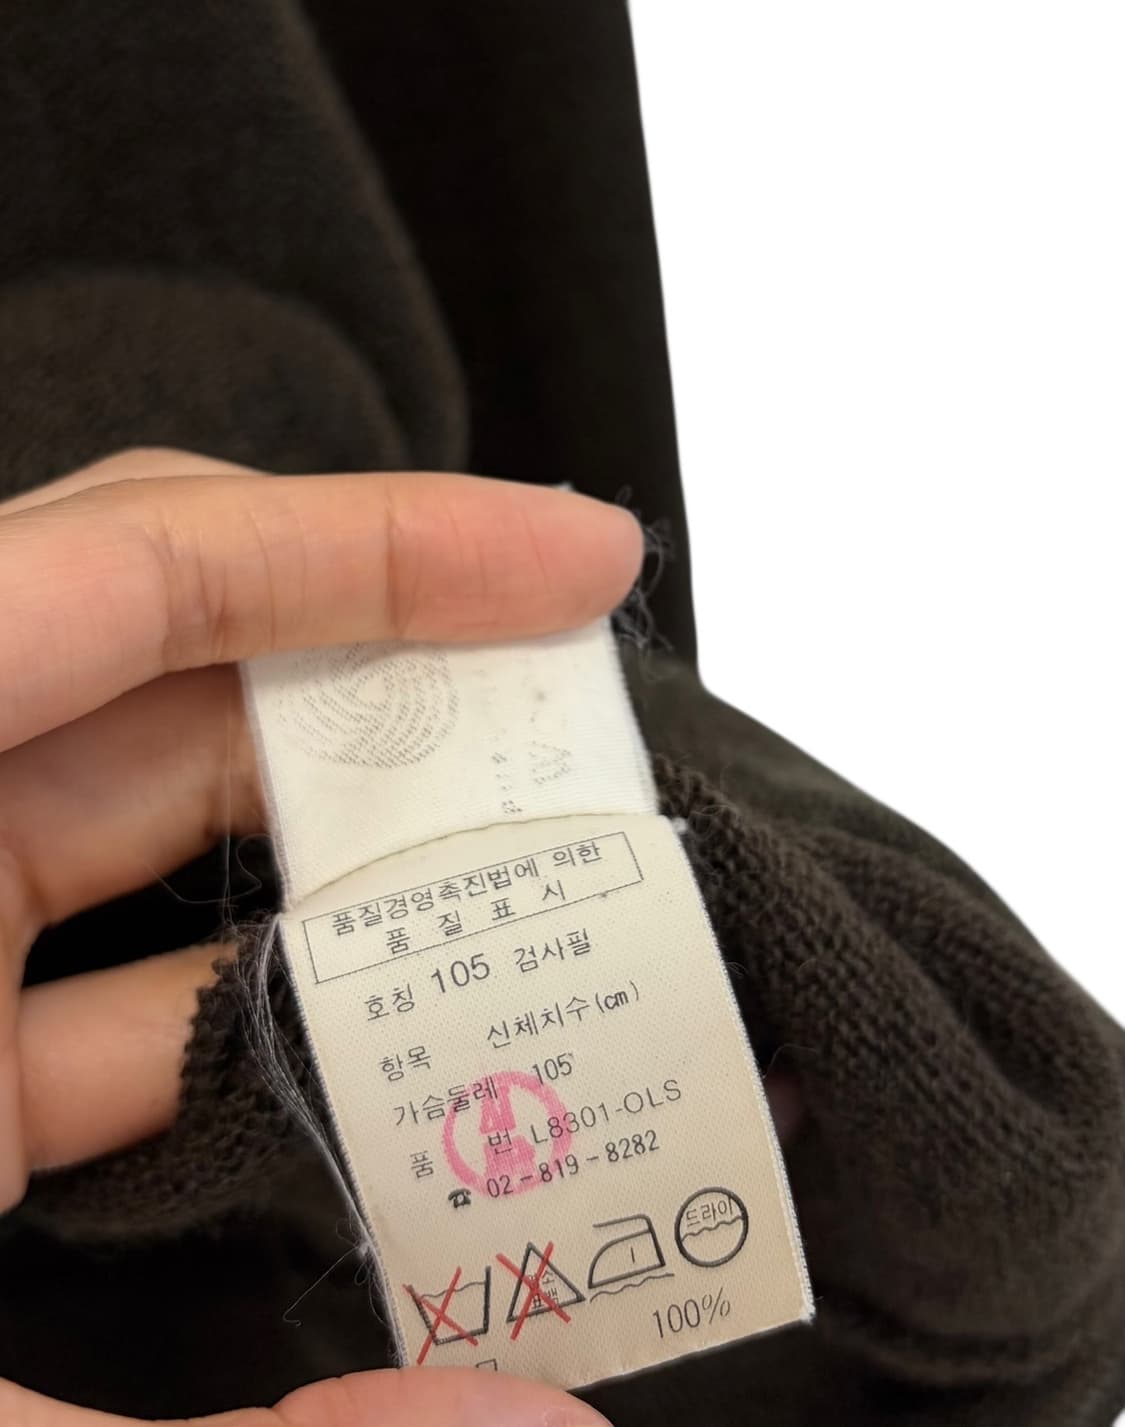 품질경영촉진법에 의한
품 질 표 시
호칭 105 검사필
항목 신체치수(cm)
가슴둘레 105
품 번 L8301-OLS
☎ 02-819-8282
드라이
100%